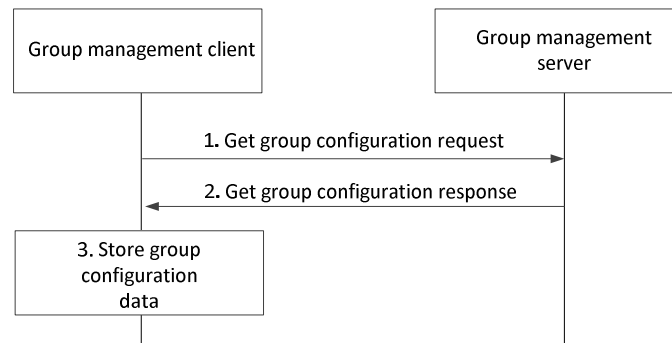 Group management client
Group management
server
1. Get group configuration request
2. Get group configuration response
3. Store group
configuration
data